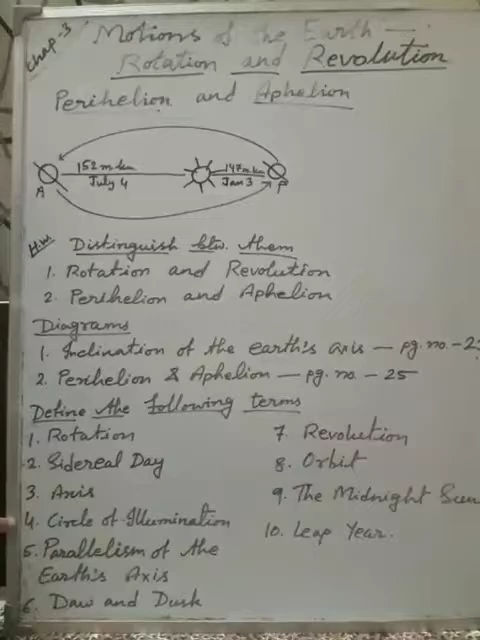 Chap.3
Motions of the Earth —
Rotation and Revolution
Perihelion and Aphelion
152 m km
July 4
147 m km
Jan 3
A
P
H.W. Distinguish btw. them
1. Rotation and Revolution
2. Perihelion and Aphelion
Diagrams
1. Inclination of the earth's axis — pg. no. - 2
2. Perihelion & Aphelion — pg. no. - 25
Define the following terms
1. Rotation
2. Sidereal Day
3. Axis
4. Circle of Illumination
5. Parallelism of the
Earth's Axis
6. Daw and Dusk
7. Revolution
8. Orbit
9. The Midnight Sun
10. Leap Year.